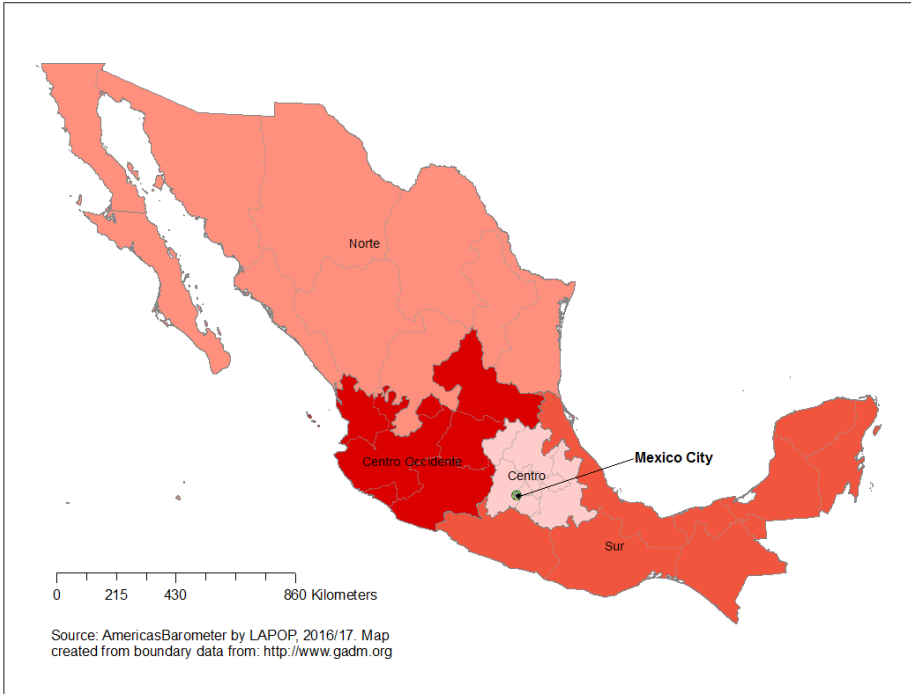 Norte
Centro Occidente
Centro
Mexico City
Sur
0 215 430 860 Kilometers
Source: AmericasBarometer by LAPOP, 2016/17. Map
created from boundary data from: http://www.gadm.org